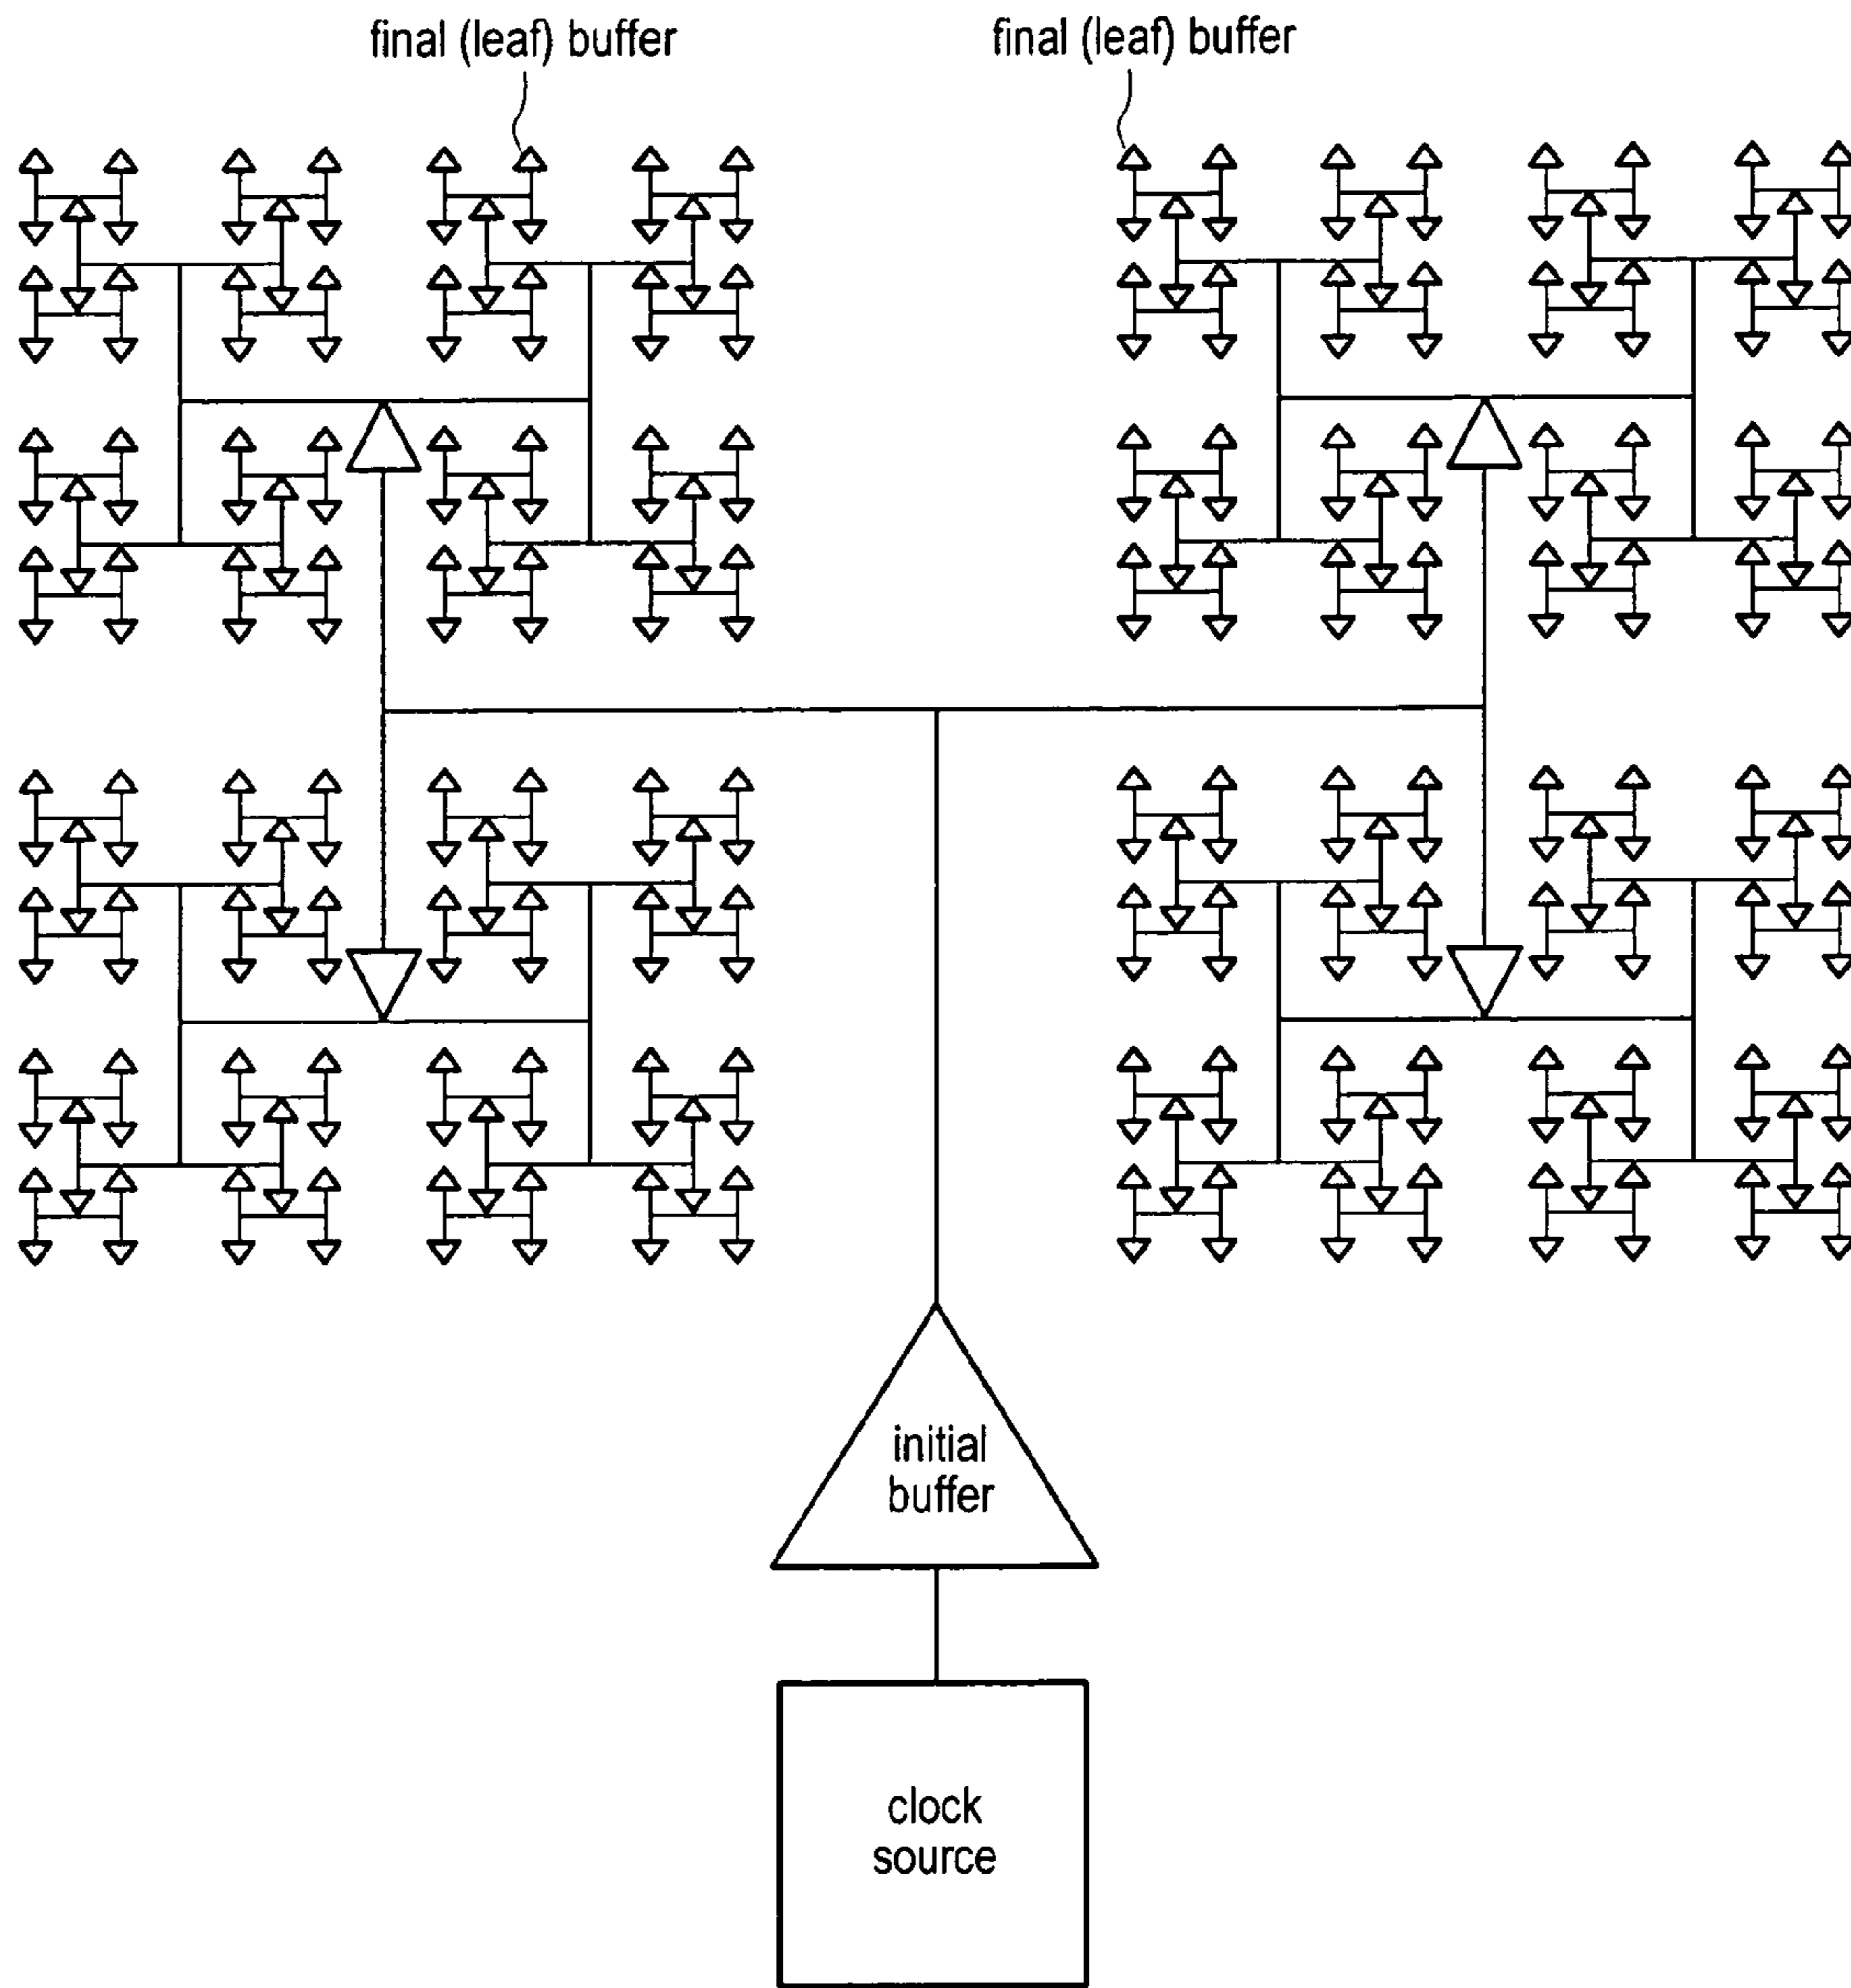 final (leaf) buffer
final (leaf) buffer
initial
buffer
clock
source